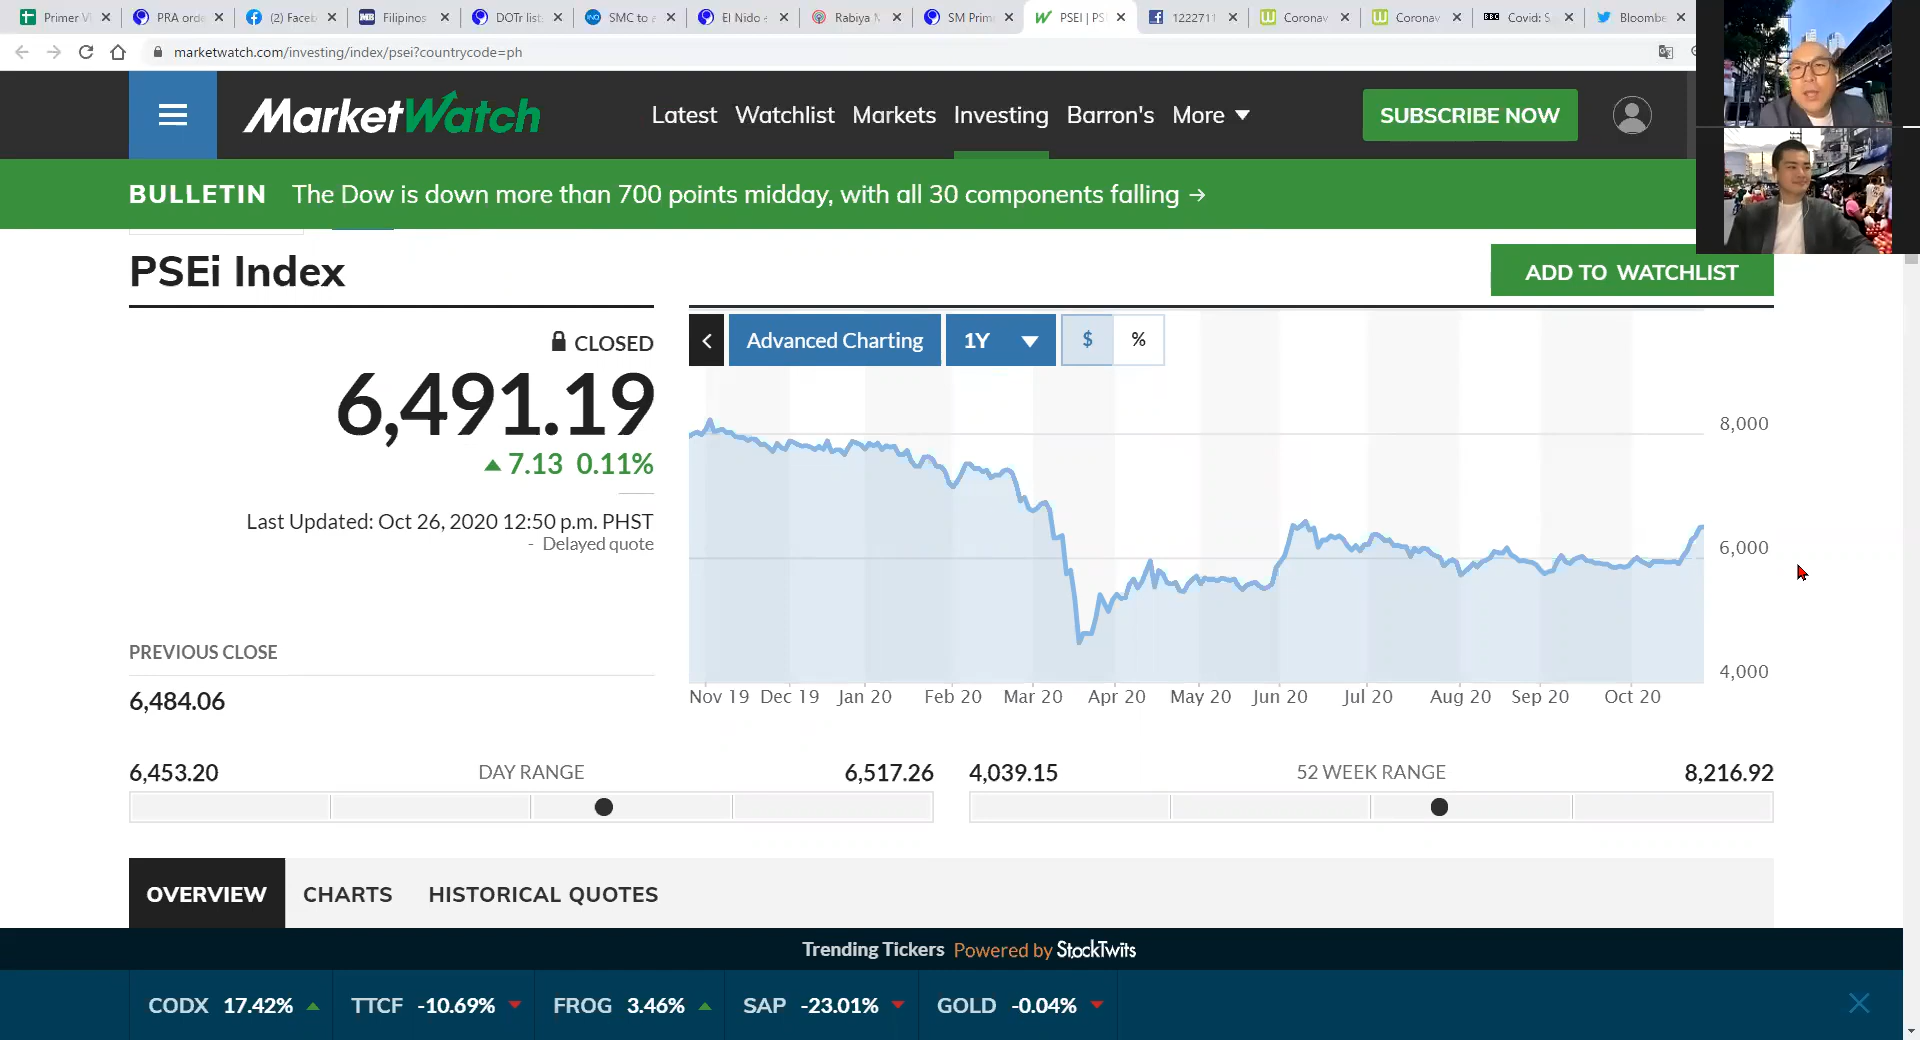 Primer V
PRA ord
(2) Faceb
Filipinos
DOTr list
SMC to
El Nido
Rabiya
SM Prim
PSEI | PS
1222711
Coronav
Coronav
BBC Covid: S
Bloombe
marketwatch.com/investing/index/psei?countrycode=ph
MarketWatch
Latest Watchlist Markets Investing Barron's More
SUBSCRIBE NOW
BULLETIN The Dow is down more than 700 points midday, with all 30 components falling →
PSEi Index
ADD TO WATCHLIST
CLOSED
6,491.19
7.13 0.11%
Last Updated: Oct 26, 2020 12:50 p.m. PHST
- Delayed quote
PREVIOUS CLOSE
6,484.06
< Advanced Charting 1Y $ %
8,000
6,000
4,000
Nov 19 Dec 19 Jan 20 Feb 20 Mar 20 Apr 20 May 20 Jun 20 Jul 20 Aug 20 Sep 20 Oct 20
6,453.20 DAY RANGE 6,517.26
4,039.15 52 WEEK RANGE 8,216.92
OVERVIEW CHARTS HISTORICAL QUOTES
Trending Tickers Powered by StockTwits
CODX 17.42% TTCF -10.69% FROG 3.46% SAP -23.01% GOLD -0.04%